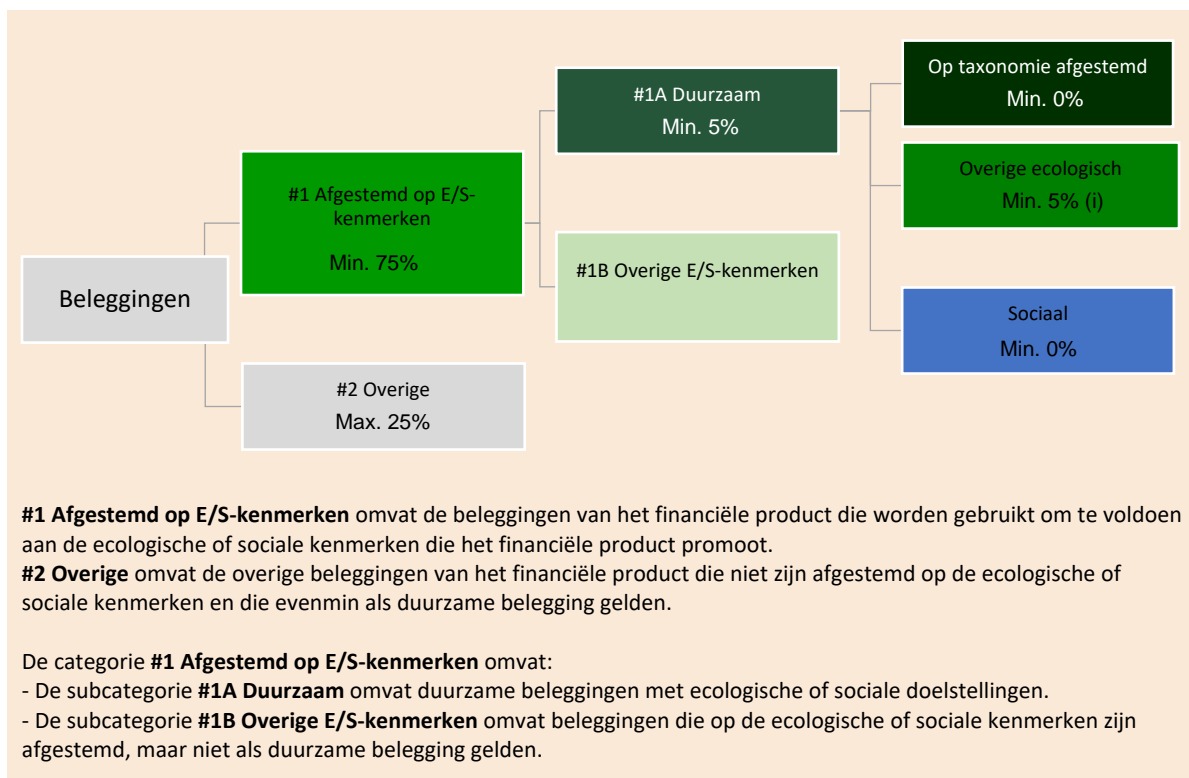 Beleggingen
#1 Afgestemd op E/S-
kenmerken
Min. 75%
#2 Overige
Max. 25%
#1A Duurzaam
Min. 5%
#1B Overige E/S-kenmerken
Op taxonomie afgestemd
Min. 0%
Overige ecologisch
Min. 5% (i)
Sociaal
Min. 0%
#1 Afgestemd op E/S-kenmerken omvat de beleggingen van het financiële product die worden gebruikt om te voldoen
aan de ecologische of sociale kenmerken die het financiële product promoot.
#2 Overige omvat de overige beleggingen van het financiële product die niet zijn afgestemd op de ecologische of
sociale kenmerken en die evenmin als duurzame belegging gelden.
De categorie #1 Afgestemd op E/S-kenmerken omvat:
- De subcategorie #1A Duurzaam omvat duurzame beleggingen met ecologische of sociale doelstellingen.
- De subcategorie #1B Overige E/S-kenmerken omvat beleggingen die op de ecologische of sociale kenmerken zijn
afgestemd, maar niet als duurzame belegging gelden.